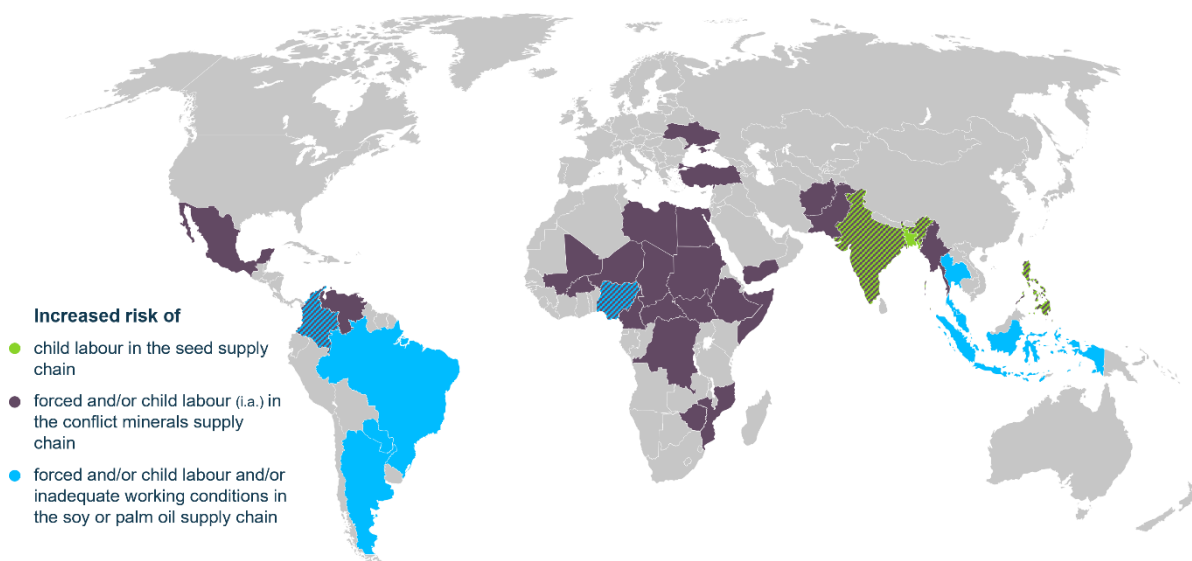 Increased risk of
child labour in the seed supply
chain
forced and/or child labour (i.a.) in
the conflict minerals supply
chain
forced and/or child labour and/or
inadequate working conditions in
the soy or palm oil supply chain